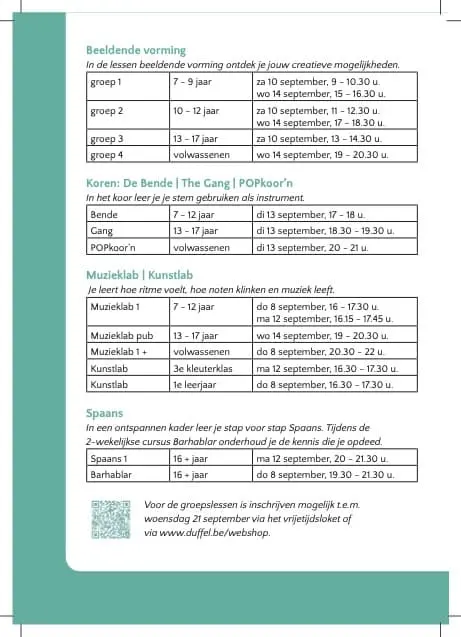 Beeldende vorming
In de lessen beeldende vorming ontdek je jouw creatieve mogelijkheden.
groep 1 7 - 9 jaar za 10 september, 9 - 10.30 u.
wo 14 september, 15 - 16.30 u.
groep 2 10 - 12 jaar za 10 september, 11 - 12.30 u.
wo 14 september, 17 - 18.30 u.
groep 3 13 - 17 jaar za 10 september, 13 - 14.30 u.
groep 4 volwassenen wo 14 september, 19 - 20.30 u.
Koren: De Bende | The Gang | POPkoor’n
In het koor leer je je stem gebruiken als instrument.
Bende 7 - 12 jaar di 13 september, 17 - 18 u.
Gang 13 - 17 jaar di 13 september, 18.30 - 19.30 u.
POPkoor’n volwassenen di 13 september, 20 - 21 u.
Muzieklab | Kunstlab
Je leert hoe ritme voelt, hoe noten klinken en muziek leeft.
Muzieklab 1 7 - 12 jaar do 8 september, 16 - 17.30 u.
ma 12 september, 16.15 - 17.45 u.
Muzieklab pub 13 - 17 jaar wo 14 september, 19 - 20.30 u.
Muzieklab 1 + volwassenen do 8 september, 20.30 - 22 u.
Kunstlab 3e kleuterklas ma 12 september, 16.30 - 17.30 u.
Kunstlab 1e leerjaar do 8 september, 16.30 - 17.30 u.
Spaans
In een ontspannen kader leer je stap voor stap Spaans. Tijdens de
2-wekelijkse cursus Barhablar onderhoud je de kennis die je opdeed.
Spaans 1 16 + jaar ma 12 september, 20 - 21.30 u.
Barhablar 16 + jaar do 8 september, 19.30 - 21.30 u.
Voor de groepslessen is inschrijven mogelijk t.e.m.
woensdag 21 september via het vrijetijdsloket of
via www.duffel.be/webshop.